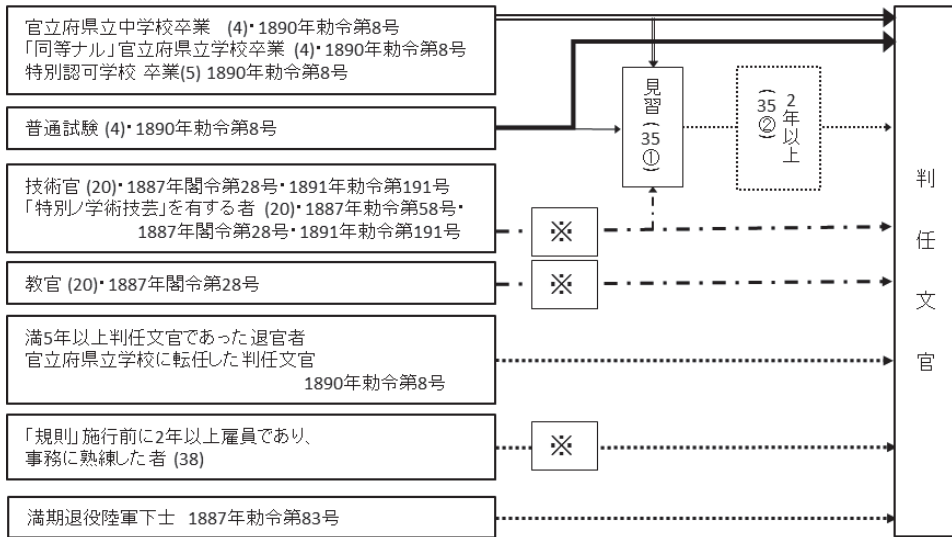 官立府県立中学校卒業 (4)・1890年勅令第8号
「同等ナル」官立府県立学校卒業 (4)・1890年勅令第8号
特別認可学校 卒業(5) 1890年勅令第8号
普通試験 (4)・1890年勅令第8号
技術官 (20)・1887年閣令第28号・1891年勅令第191号
「特別ノ学術技芸」を有する者 (20)・1887年勅令第58号・
1887年閣令第28号・1891年勅令第191号
教官 (20)・1887年閣令第28号
満5年以上判任文官であった退官者
官立府県立学校に転任した判任文官
1890年勅令第8号
「規則」施行前に2年以上雇員であり、
事務に熟練した者 (38)
満期退役陸軍下士 1887年勅令第83号
見習(35①)
2年以上
(35②)
※
※
※
判任文官